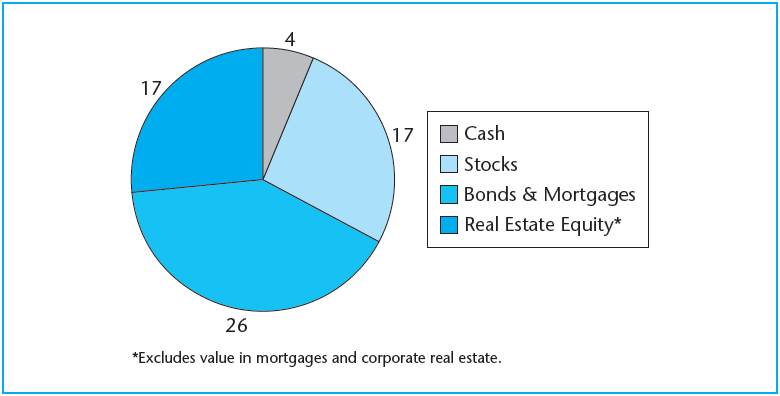 4
17
17
Cash
Stocks
Bonds & Mortgages
Real Estate Equity*
26
*Excludes value in mortgages and corporate real estate.